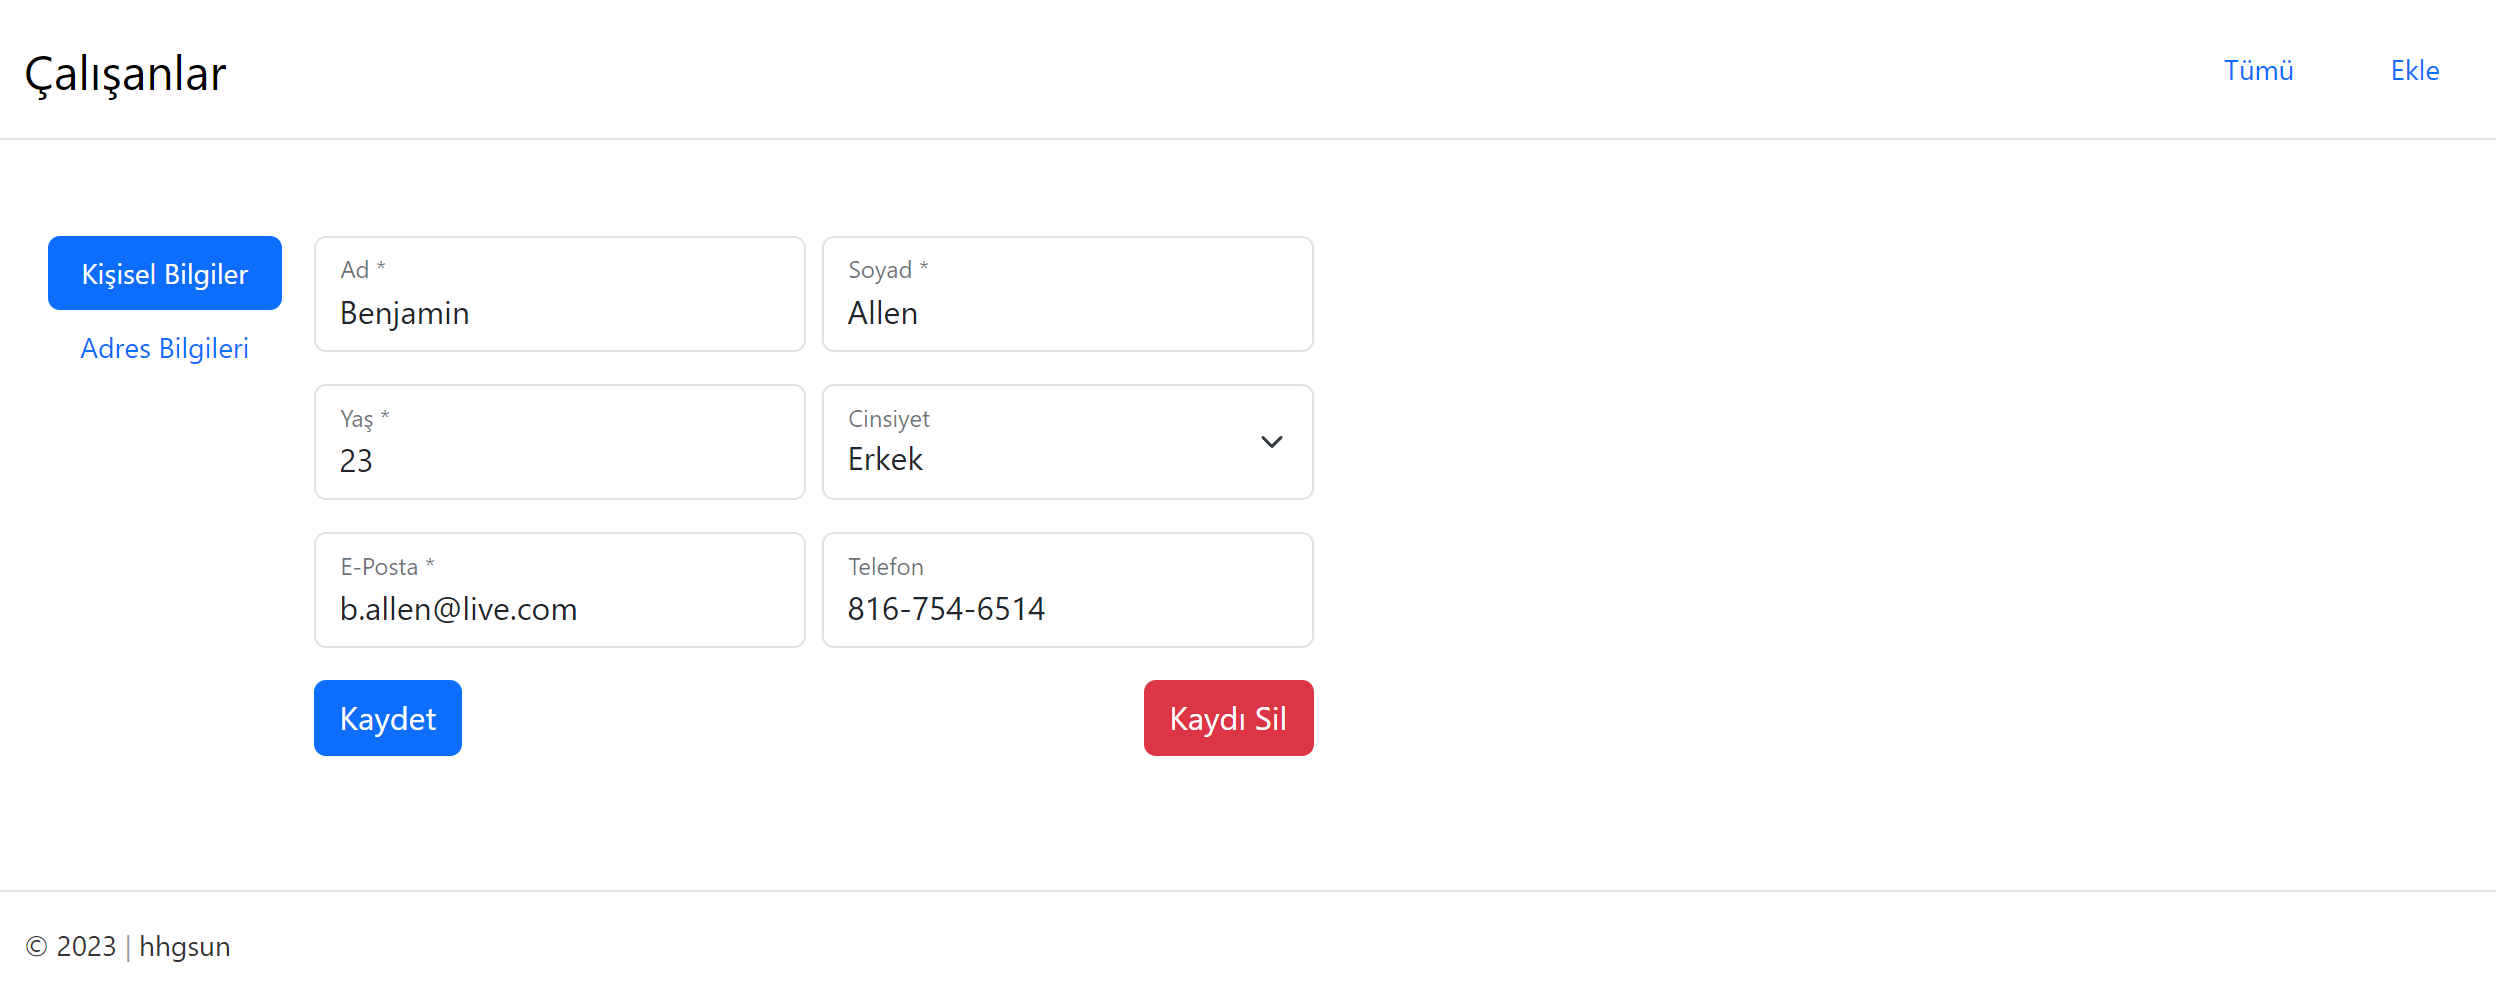 Çalışanlar
Tümü
Ekle
Kişisel Bilgiler
Adres Bilgileri
Ad *
Benjamin
Soyad *
Allen
Yaş *
23
Cinsiyet
Erkek
E-Posta *
b.allen@live.com
Telefon
816-754-6514
Kaydet
Kaydı Sil
© 2023 | hhgsun